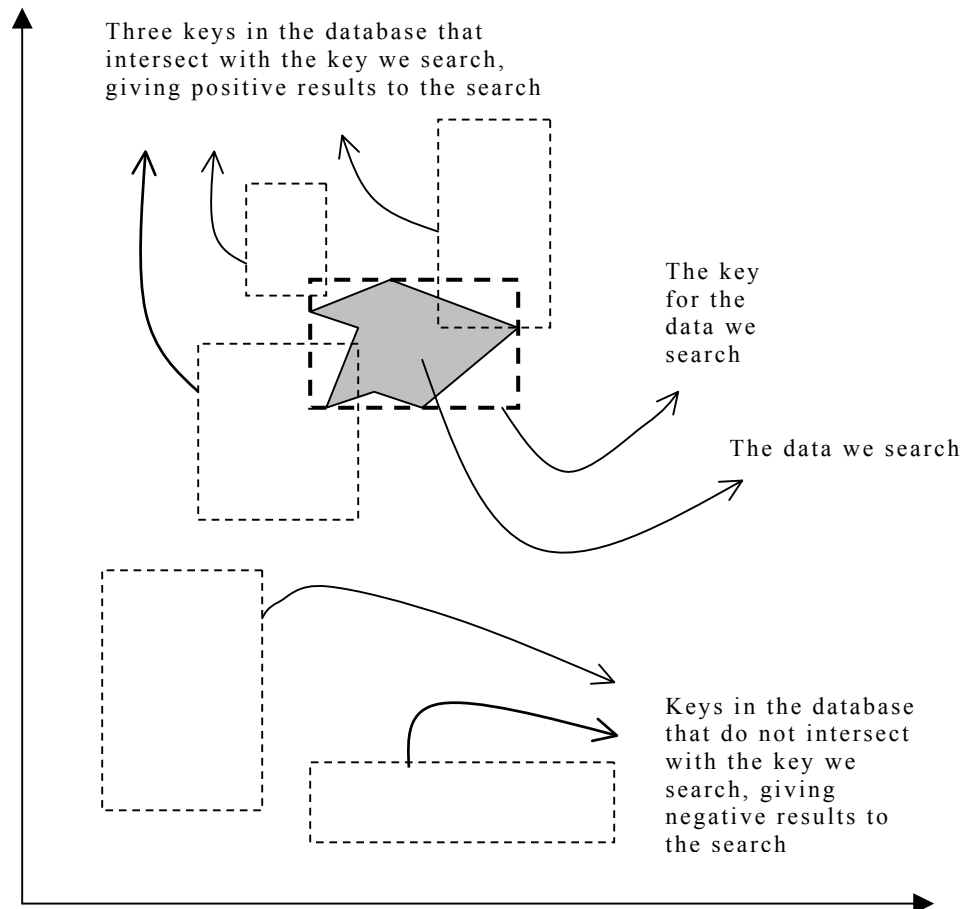 Three keys in the database that
intersect with the key we search,
giving positive results to the search
The key
for the
data we
search
The data we search
Keys in the database
that do not intersect
with the key we
search, giving
negative results to
the search